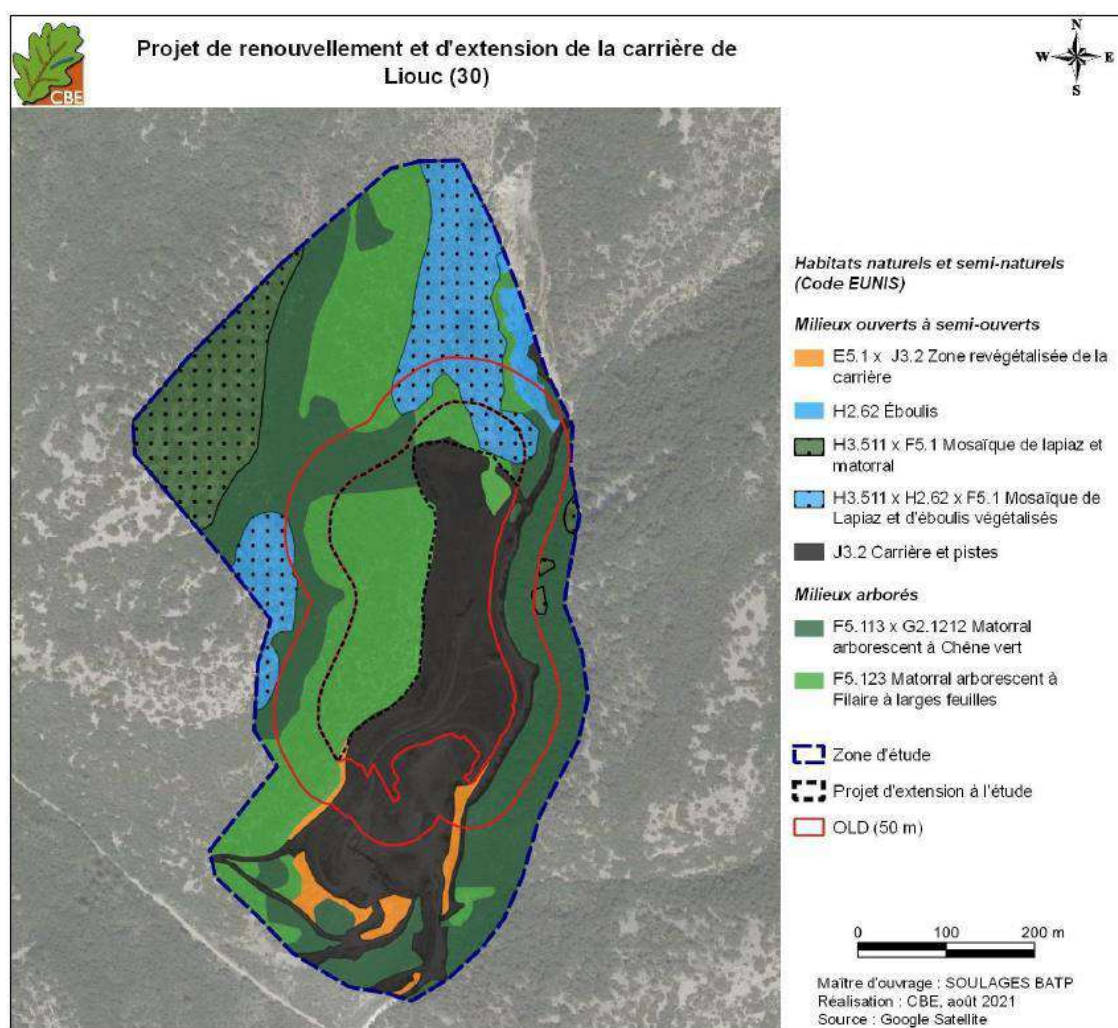 CBE
Projet de renouvellement et d'extension de la carrière de
Liouc (30)
N
W E
S
Habitats naturels et semi-naturels
(Code EUNIS)
Milieux ouverts à semi-ouverts
E5.1 x J3.2 Zone revégétalisée de la
carrière
H2.62 Éboulis
H3.511 x F5.1 Mosaïque de lapiaz et
matorral
H3.511 x H2.62 x F5.1 Mosaïque de
Lapiaz et d'éboulis végétalisés
J3.2 Carrière et pistes
Milieux arborés
F5.113 x G2.1212 Matorral
arborescent à Chêne vert
F5.123 Matorral arborescent à
Filaire à larges feuilles
Zone d'étude
Projet d'extension à l'étude
OLD (50 m)
0 100 200 m
Maître d'ouvrage : SOULAGES BATP
Réalisation : CBE, août 2021
Source : Google Satellite